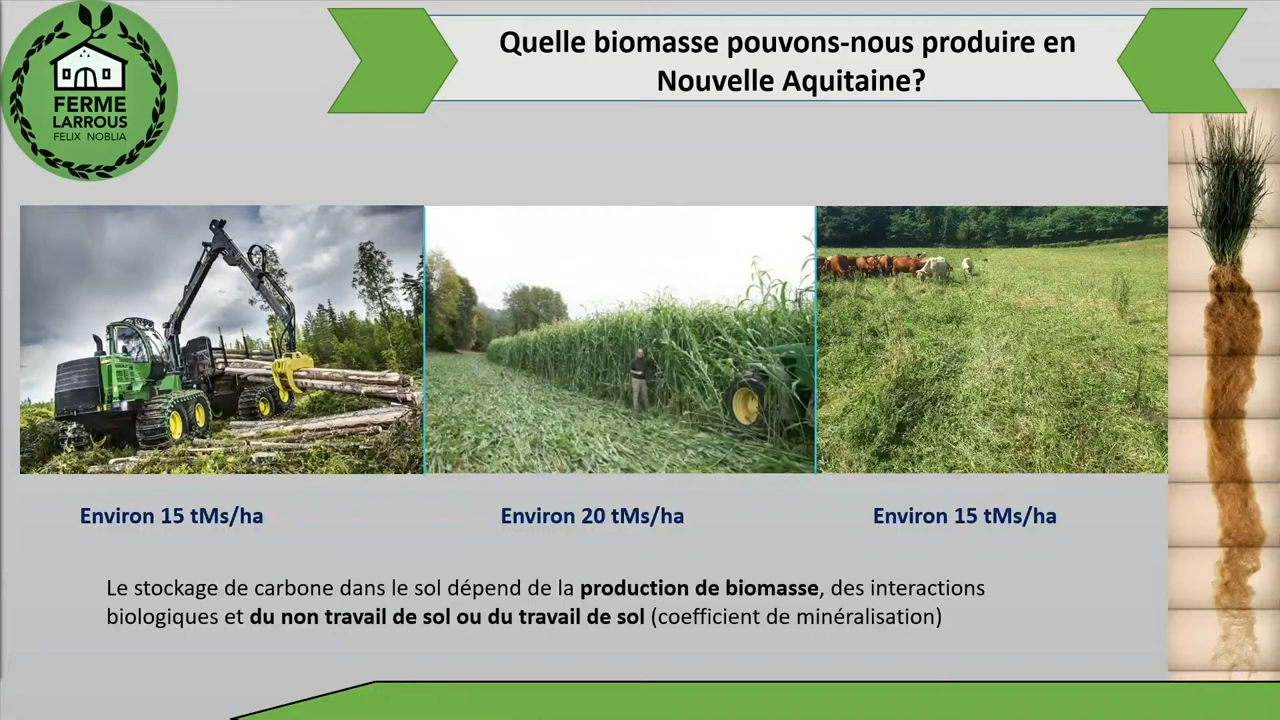 FERME
LARROUS
FELIX NOBLIA
Quelle biomasse pouvons-nous produire en
Nouvelle Aquitaine?
Environ 15 tMs/ha
Environ 20 tMs/ha
Environ 15 tMs/ha
Le stockage de carbone dans le sol dépend de la production de biomasse, des interactions
biologiques et du non travail de sol ou du travail de sol (coefficient de minéralisation)